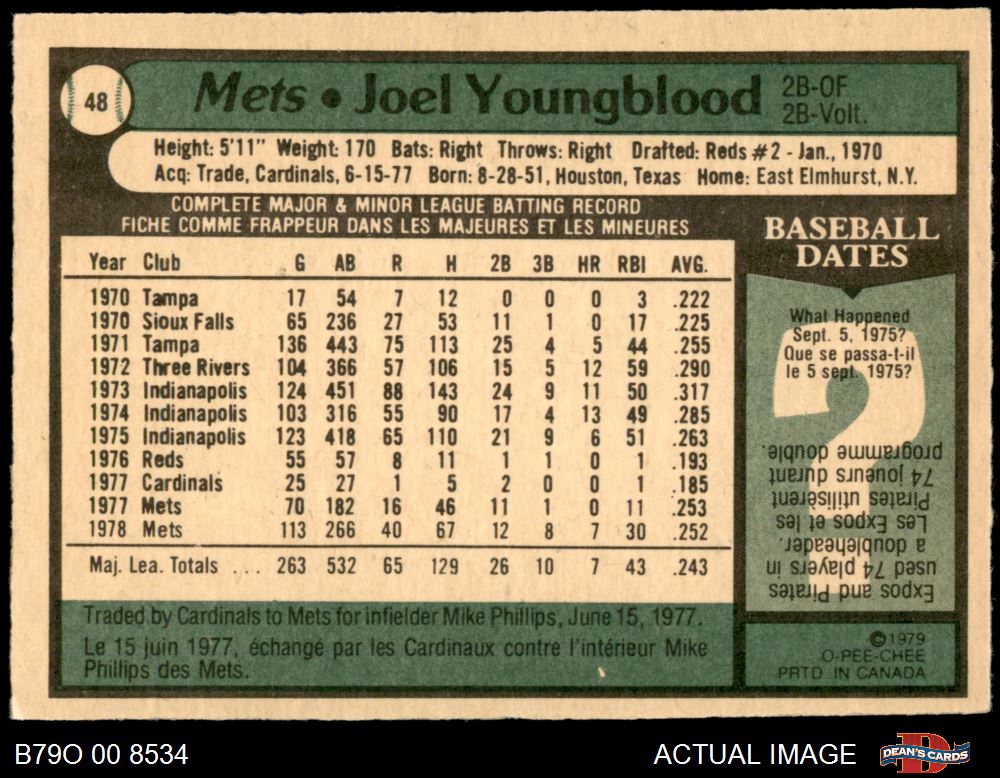 48
Mets • Joel Youngblood
2B-OF
2B-Volt.
Height: 5'11" Weight: 170 Bats: Right Throws: Right Drafted: Reds #2 - Jan., 1970
Acq: Trade, Cardinals, 6-15-77 Born: 8-28-51, Houston, Texas Home: East Elmhurst, N.Y.
COMPLETE MAJOR & MINOR LEAGUE BATTING RECORD
FICHE COMME FRAPPEUR DANS LES MAJEURES ET LES MINEURES
Year Club G AB R H 2B 3B HR RBI AVG.
1970 Tampa 17 54 7 12 0 0 0 3 .222
1970 Sioux Falls 65 236 27 53 11 1 0 17 .225
1971 Tampa 136 443 75 113 25 4 5 44 .255
1972 Three Rivers 104 366 57 106 15 5 12 59 .290
1973 Indianapolis 124 451 88 143 24 9 11 50 .317
1974 Indianapolis 103 316 55 90 17 4 13 49 .285
1975 Indianapolis 123 418 65 110 21 9 6 51 .263
1976 Reds 55 57 8 11 1 1 0 1 .193
1977 Cardinals 25 27 1 5 2 0 0 1 .185
1977 Mets 70 182 16 46 11 1 0 11 .253
1978 Mets 113 266 40 67 12 8 7 30 .252
Maj. Lea. Totals ... 263 532 65 129 26 10 7 43 .243
Traded by Cardinals to Mets for infielder Mike Phillips, June 15, 1977.
Le 15 juin 1977, échangé par les Cardinaux contre l'intérieur Mike
Phillips des Mets.
BASEBALL
DATES
What Happened
Sept. 5, 1975?
Que se passa-t-il
le 5 sept. 1975?
Expos and Pirates
used 74 players in
a doubleheader.
Les Expos et les
Pirates utilisèrent
74 joueurs durant
programme double.
©1979
O-PEE-CHEE
PRTD IN CANADA
B79O 00 8534
ACTUAL IMAGE
DEAN'S CARDS